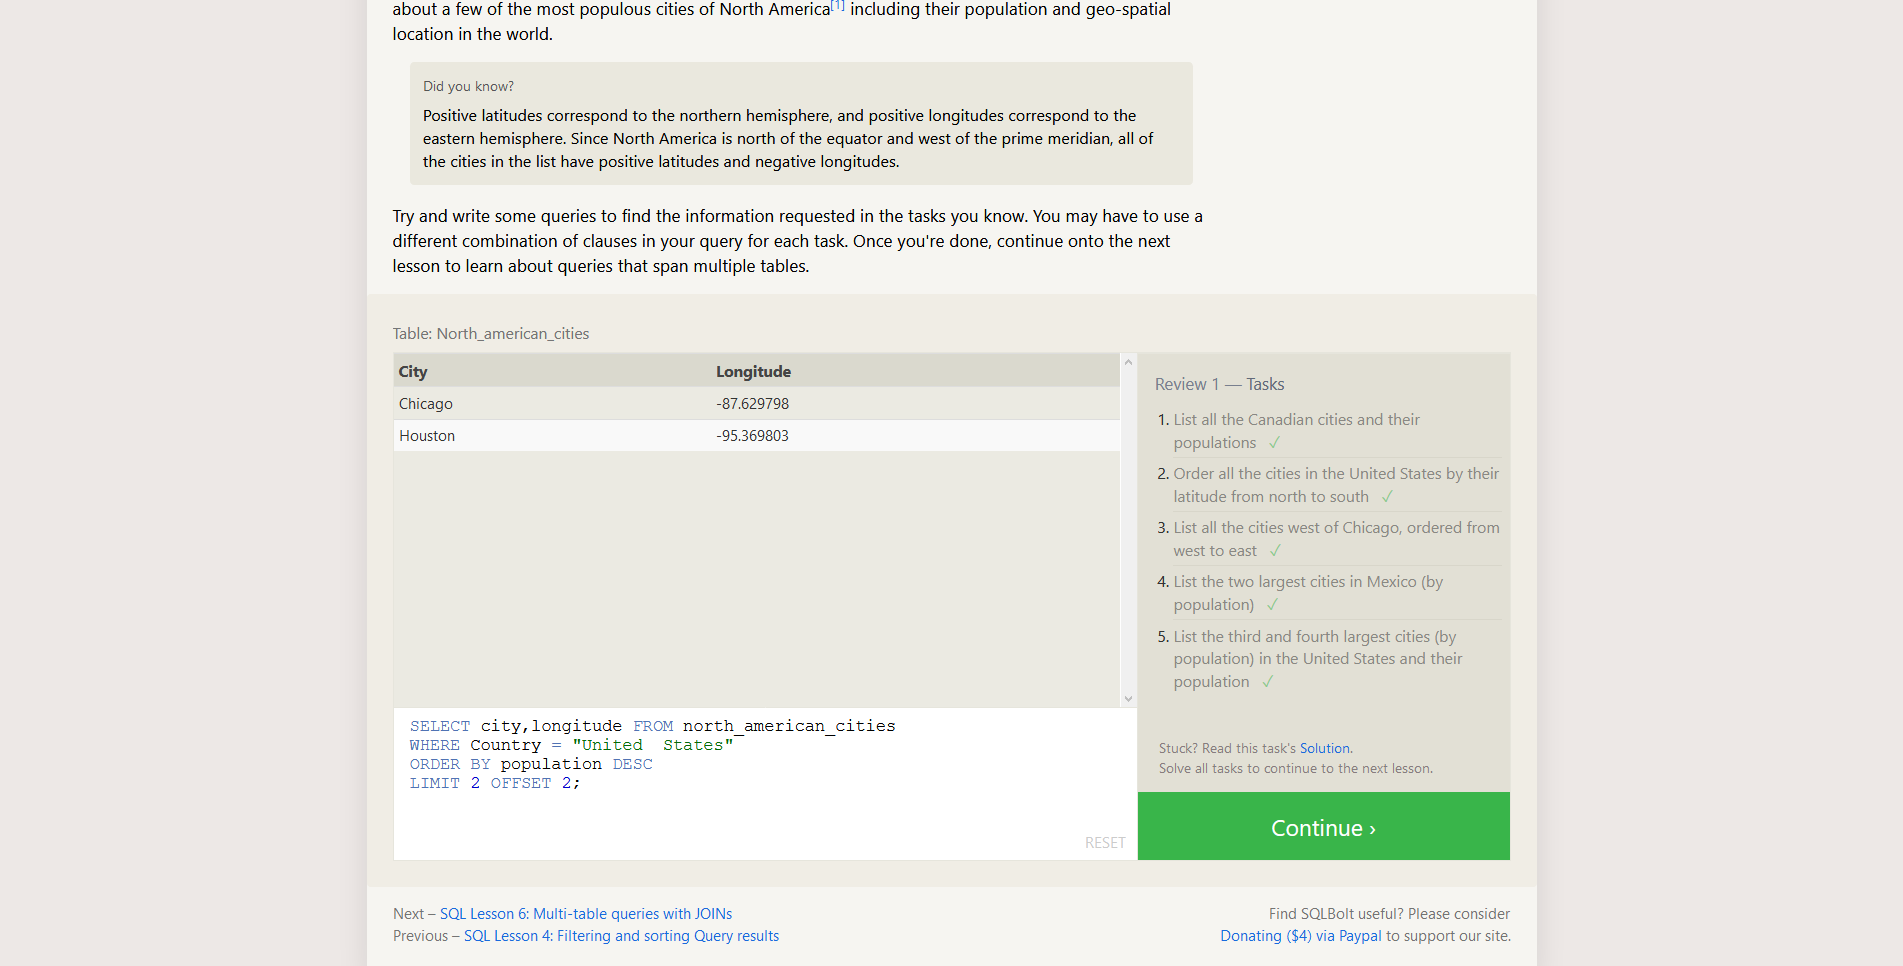 about a few of the most populous cities of North America[1] including their population and geo-spatial
location in the world.
Did you know?
Positive latitudes correspond to the northern hemisphere, and positive longitudes correspond to the
eastern hemisphere. Since North America is north of the equator and west of the prime meridian, all of
the cities in the list have positive latitudes and negative longitudes.
Try and write some queries to find the information requested in the tasks you know. You may have to use a
different combination of clauses in your query for each task. Once you're done, continue onto the next
lesson to learn about queries that span multiple tables.
Table: North_american_cities
City Longitude
Chicago -87.629798
Houston -95.369803
SELECT city,longitude FROM north_american_cities
WHERE Country = "United  States"
ORDER BY population DESC
LIMIT 2 OFFSET 2;
RESET
Review 1 — Tasks
1. List all the Canadian cities and their
populations ✓
2. Order all the cities in the United States by their
latitude from north to south ✓
3. List all the cities west of Chicago, ordered from
west to east ✓
4. List the two largest cities in Mexico (by
population) ✓
5. List the third and fourth largest cities (by
population) in the United States and their
population ✓
Stuck? Read this task's Solution.
Solve all tasks to continue to the next lesson.
Continue ›
Next – SQL Lesson 6: Multi-table queries with JOINs
Previous – SQL Lesson 4: Filtering and sorting Query results
Find SQLBolt useful? Please consider
Donating ($4) via Paypal to support our site.